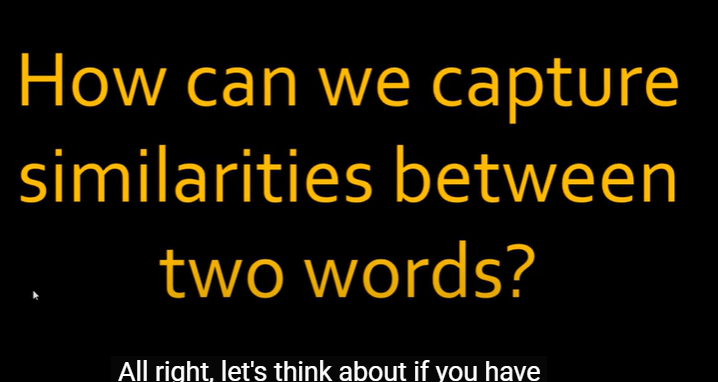 How can we capture
similarities between
two words?
All right, let's think about if you have